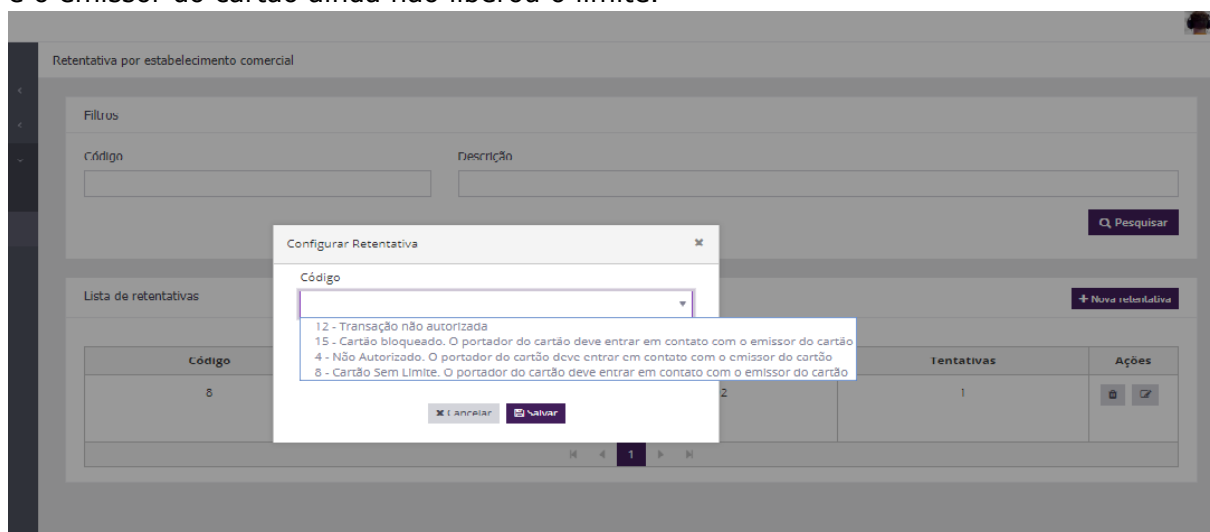 e o emissor do cartão ainda não liberou o limite.
Retentativa por estabelecimento comercial
Filtros
Código
Descrição
Pesquisar
Configurar Retentativa
Código
12 - Transação não autorizada
15 - Cartão bloqueado. O portador do cartão deve entrar em contato com o emissor do cartão
4 - Não Autorizado. O portador do cartão deve entrar em contato com o emissor do cartão
8 - Cartão Sem Limite. O portador do cartão deve entrar em contato com o emissor do cartão
Cancelar
Salvar
Lista de retentativas
+ Nova retentativa
Código
Tentativas
Ações
8
2
1
1